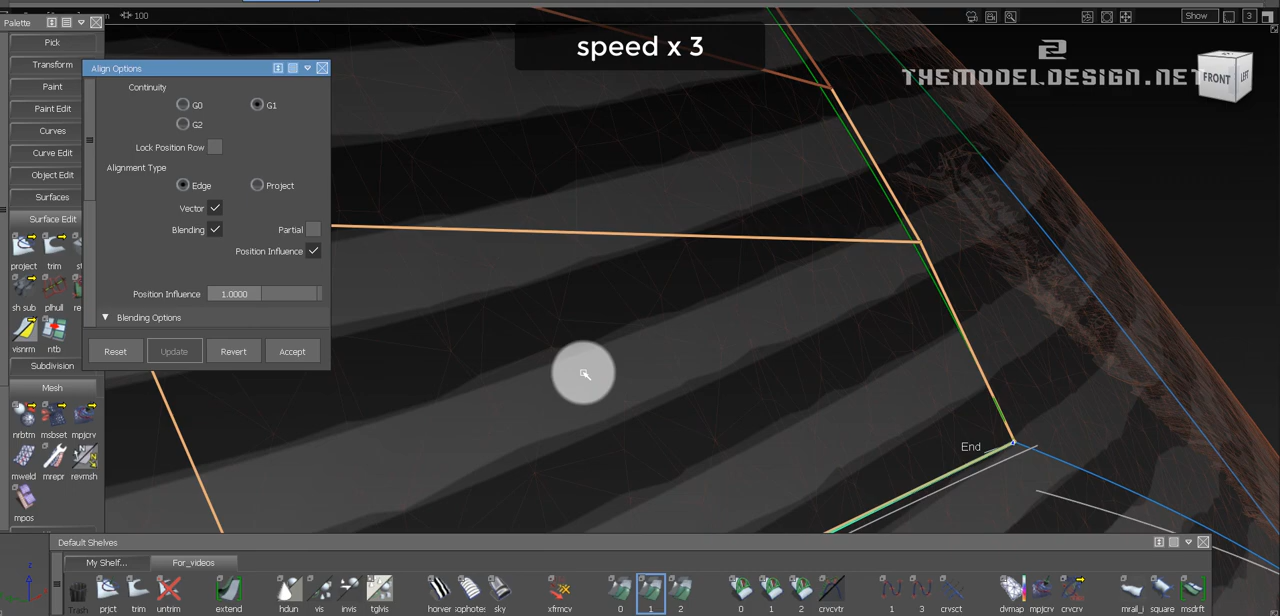 Palette
100
Show
3
speed x 3
THEMODELDESIGN.NET
FRONT
LEFT
Pick
Transform
Paint
Paint Edit
Curves
Curve Edit
Object Edit
Surfaces
Surface Edit
project trim
sh sub plhull
visnrm ntb
Subdivision
Mesh
nrbtm msbset mpjcrv
mweld mrepr revmsh
mpos
Align Options
Continuity
G0 G1
G2
Lock Position Row
Alignment Type
Edge Project
Vector
Blending Partial
Position Influence
Position Influence 1.0000
Blending Options
Reset Update Revert Accept
End
Default Shelves
My Shelf... For_videos
Trash prjct trim untrim extend hdun vis invis tglvis horver xphotes sky xfrmcv 0 1 2 0 1 2 crvcvtr 1 3 crvsct dvmap mpjcrv crvcrv mrall_i square msdrft
z